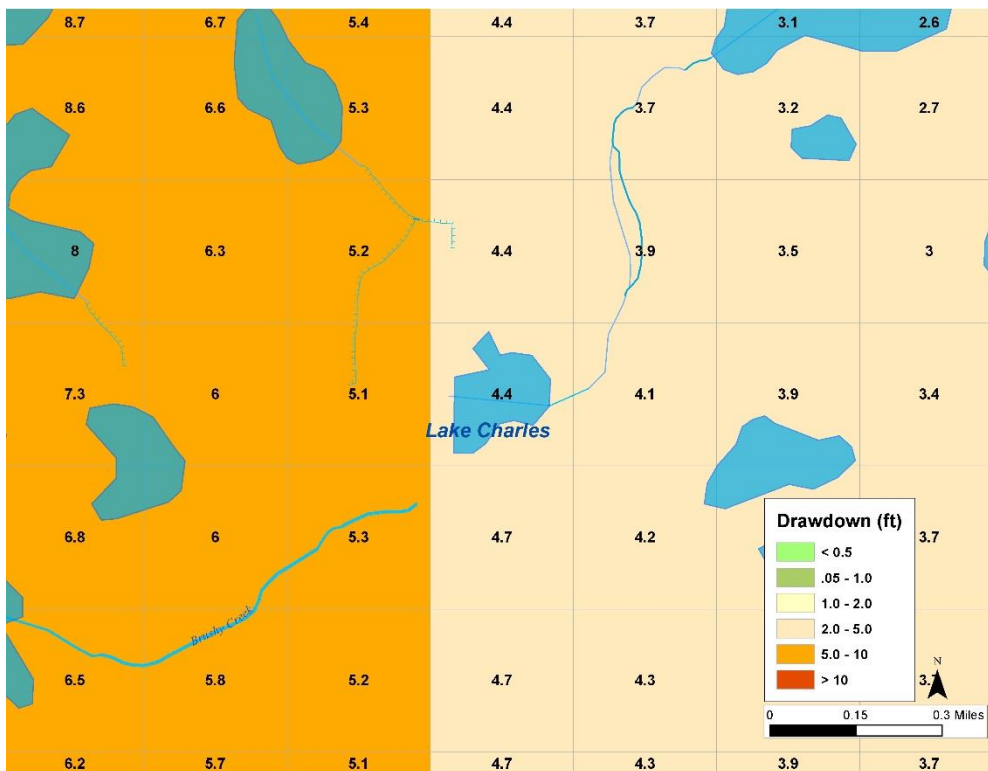 8.7 6.7 5.4 4.4 3.7 3.1 2.6
8.6 6.6 5.3 4.4 3.7 3.2 2.7
8 6.3 5.2 4.4 3.9 3.5 3
7.3 6 5.1 4.4 4.1 3.9 3.4
Lake Charles
6.8 6 5.3 4.7 4.2 3.7
Drawdown (ft)
< 0.5
.05 - 1.0
1.0 - 2.0
2.0 - 5.0
5.0 - 10
> 10
Brushy Creek
6.5 5.8 5.2 4.7 4.3
N
0 0.15 0.3 Miles
6.2 5.7 5.1 4.7 4.3 3.9 3.7